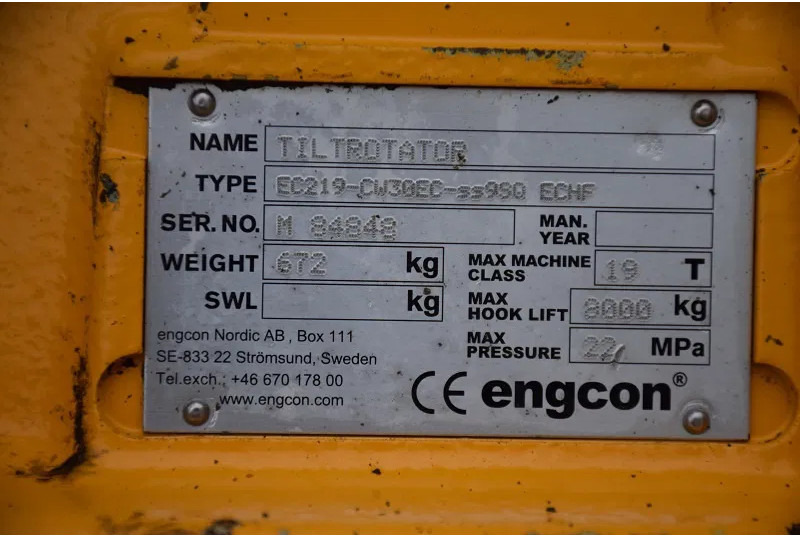 NAME TILTROTATOR
TYPE EC219-CW30EC-ss9SQ ECHF
SER. NO. M 84848 MAN. YEAR
WEIGHT 672 kg MAX MACHINE CLASS 19 T
SWL kg MAX HOOK LIFT 8000 kg
MAX PRESSURE 22 MPa
engcon Nordic AB , Box 111
SE-833 22 Strömsund, Sweden
Tel.exch.: +46 670 178 00
www.engcon.com
CE engcon®